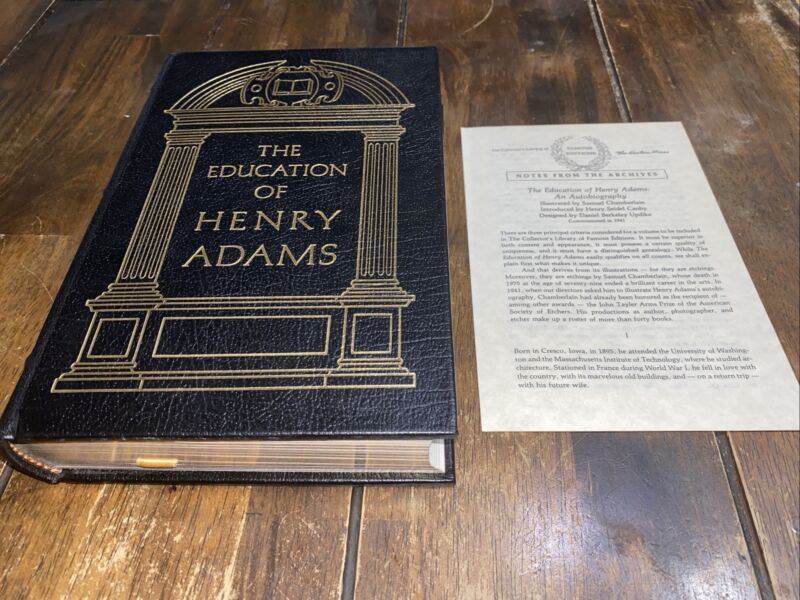 THE
EDUCATION
OF
HENRY
ADAMS
The Collector's Library of
FAMOUS
EDITIONS
The Easton Press
NOTES FROM THE ARCHIVES
The Education of Henry Adams:
An Autobiography
Illustrated by Samuel Chamberlain
Introduced by Henry Seidel Canby
Designed by Daniel Berkeley Updike
Commissioned in 1941
There are three principal criteria considered for a volume to be included
in The Collector's Library of Famous Editions. It must be superior in
both content and appearance, it must possess a certain quality of
uniqueness, and it must have a distinguished genealogy. While The
Education of Henry Adams easily qualifies on all counts, we shall ex-
plain first what makes it unique.
And that derives from its illustrations — for they are etchings.
Moreover, they are etchings by Samuel Chamberlain, whose death in
1975 at the age of seventy-nine ended a brilliant career in the arts. In
1941, when our directors asked him to illustrate Henry Adams's autobi-
ography, Chamberlain had already been honored as the recipient of —
among other awards — the John Taylor Arms Prize of the American
Society of Etchers. His productions as author, photographer, and
etcher make up a roster of more than forty books.
Born in Cresco, Iowa, in 1895, he attended the University of Washing-
ton and the Massachusetts Institute of Technology, where he studied ar-
chitecture. Stationed in France during World War I, he fell in love with
the country, with its marvelous old buildings, and — on a return trip —
with his future wife.